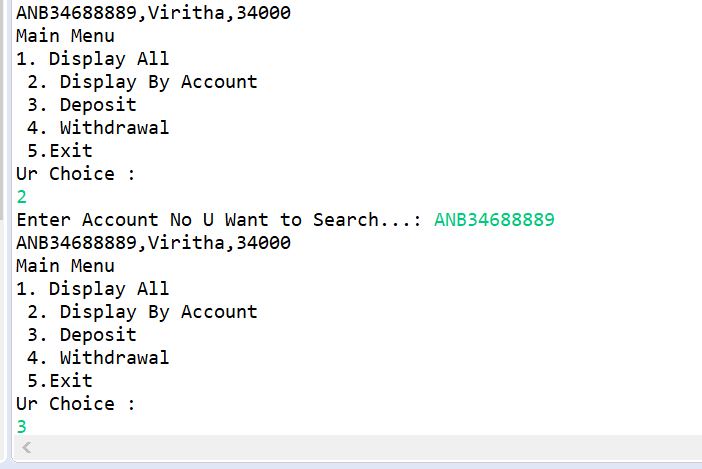 ANB34688889,Viritha,34000
Main Menu
1. Display All
 2. Display By Account
 3. Deposit
 4. Withdrawal
 5.Exit
Ur Choice :
2
Enter Account No U Want to Search...: ANB34688889
ANB34688889,Viritha,34000
Main Menu
1. Display All
 2. Display By Account
 3. Deposit
 4. Withdrawal
 5.Exit
Ur Choice :
3